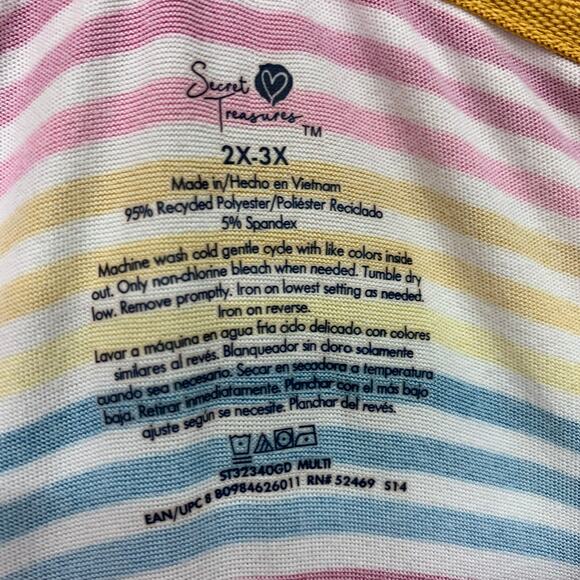 Secret
Treasures TM
2X-3X
Made in/Hecho en Vietnam
95% Recycled Polyester/Poliéster Reciclado
5% Spandex
Machine wash cold gentle cycle with like colors inside
out. Only non-chlorine bleach when needed. Tumble dry
low. Remove promptly. Iron on lowest setting as needed.
Iron on reverse.
Lavar a máquina en agua fría ciclo delicado con colores
similares al revés. Blanqueador sin cloro solamente
cuando sea necesario. Secar en secadora a temperatura
baja. Retirar inmediatamente. Planchar con el más bajo
ajuste según se necesite. Planchar del revés.
ST32340GD MULTI
EAN/UPC 8 80984626011 RN# 52469 S14